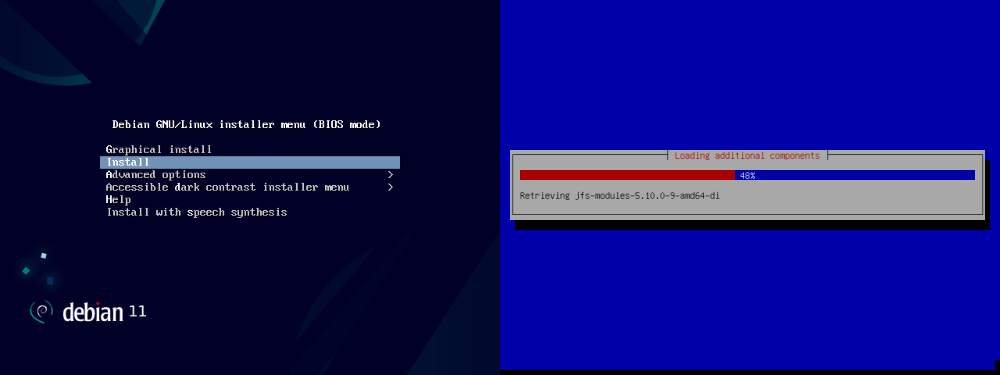 Debian GNU/Linux installer menu (BIOS mode)
Graphical install
Install
Advanced options >
Accessible dark contrast installer menu >
Help
Install with speech synthesis
debian 11
Loading additional components
48%
Retrieving jfs-modules-5.10.0-9-amd64-di